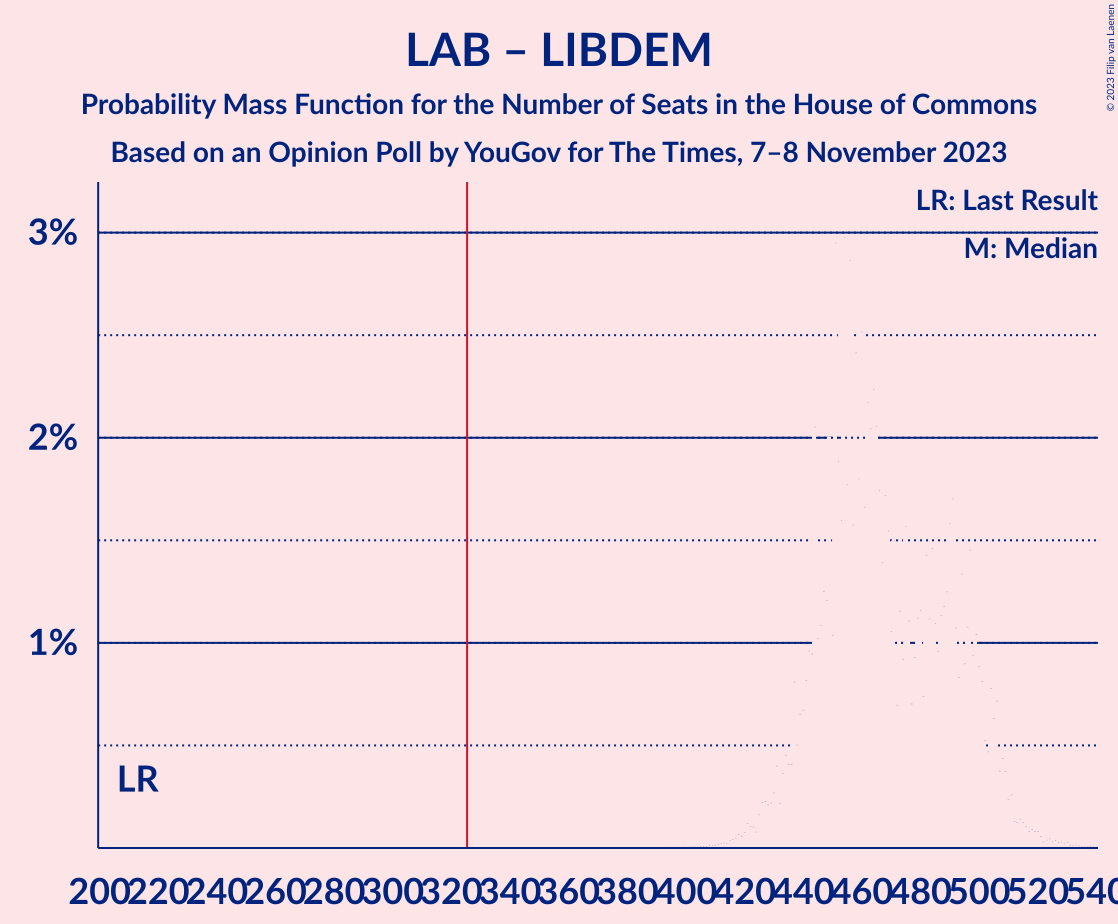 LAB – LIBDEM
Probability Mass Function for the Number of Seats in the House of Commons
Based on an Opinion Poll by YouGov for The Times, 7–8 November 2023
© 2023 Filip van Laenen
LR: Last Result
M: Median
3%
2%
1%
LR
200 220 240 260 280 300 320 340 360 380 400 420 440 460 480 500 520 540